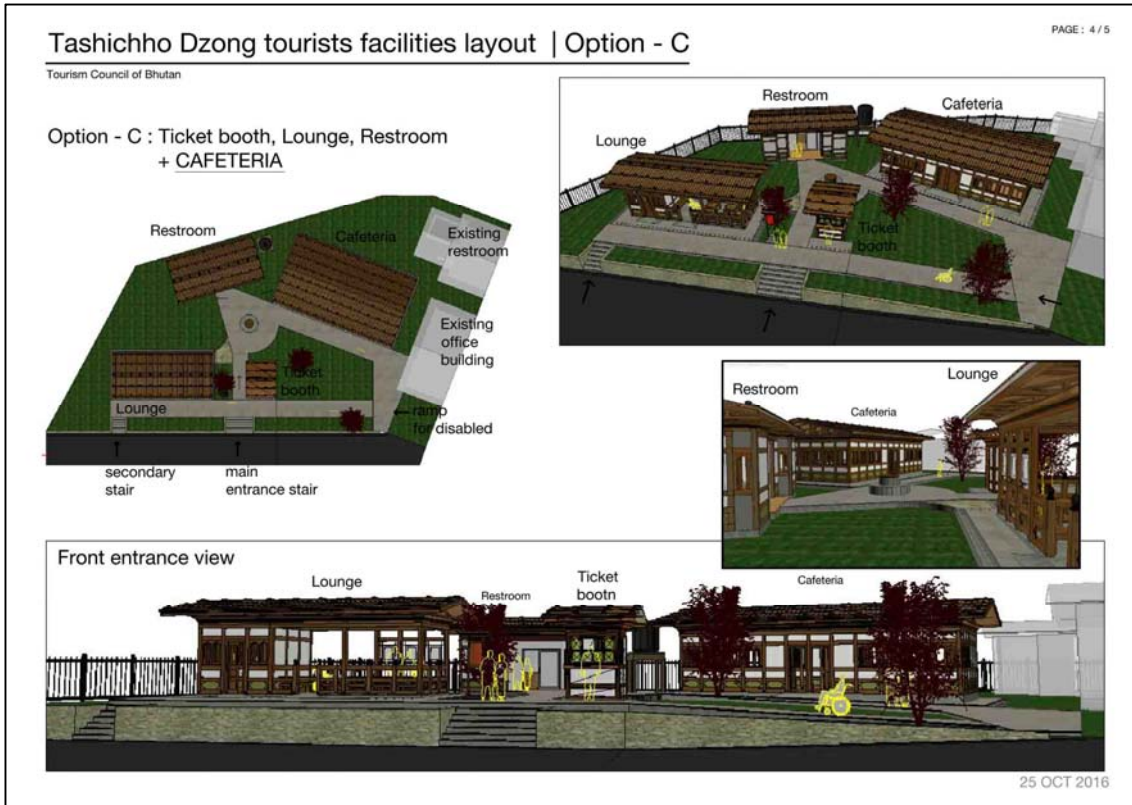 Tashichho Dzong tourists facilities layout | Option - C
PAGE : 4 / 5
Tourism Council of Bhutan
Option - C : Ticket booth, Lounge, Restroom
+ CAFETERIA
Restroom
Cafeteria
Existing
restroom
Existing
office
building
Ticket
booth
Lounge
ramp
for disabled
secondary
stair
main
entrance stair
Restroom
Cafeteria
Lounge
Ticket
booth
Restroom
Cafeteria
Lounge
Front entrance view
Lounge
Restroom
Ticket
bootn
Cafeteria
25 OCT 2016